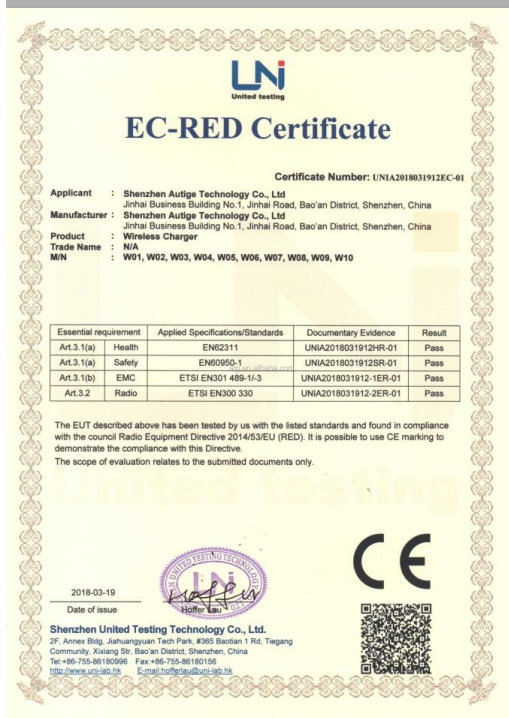 LNi
United testing
EC-RED Certificate
Certificate Number: UNIA2018031912EC-01
Applicant : Shenzhen Autige Technology Co., Ltd
Jinhai Business Building No.1, Jinhai Road, Bao'an District, Shenzhen, China
Manufacturer : Shenzhen Autige Technology Co., Ltd
Jinhai Business Building No.1, Jinhai Road, Bao'an District, Shenzhen, China
Product : Wireless Charger
Trade Name : N/A
M/N : W01, W02, W03, W04, W05, W06, W07, W08, W09, W10
Essential requirement Applied Specifications/Standards Documentary Evidence Result
Art.3.1(a) Health EN62311 UNIA2018031912HR-01 Pass
Art.3.1(a) Safety EN60950-1 UNIA2018031912SR-01 Pass
Art.3.1(b) EMC ETSI EN301 489-1/-3 UNIA2018031912-1ER-01 Pass
Art.3.2 Radio ETSI EN300 330 UNIA2018031912-2ER-01 Pass
The EUT described above has been tested by us with the listed standards and found in compliance
with the council Radio Equipment Directive 2014/53/EU (RED). It is possible to use CE marking to
demonstrate the compliance with this Directive.
The scope of evaluation relates to the submitted documents only.
United testing
CE
2018-03-19
Date of issue
Hoffer Lau
Shenzhen United Testing Technology Co., Ltd.
2F, Annex Bldg, Jiahuangyuan Tech Park, #365 Baotian 1 Rd, Tiegang
Community, Xixiang Str, Bao'an District, Shenzhen, China
Tel:+86-755-86180996 Fax:+86-755-86180156
http://www.uni-lab.hk E-mail:hofferlau@uni-lab.hk